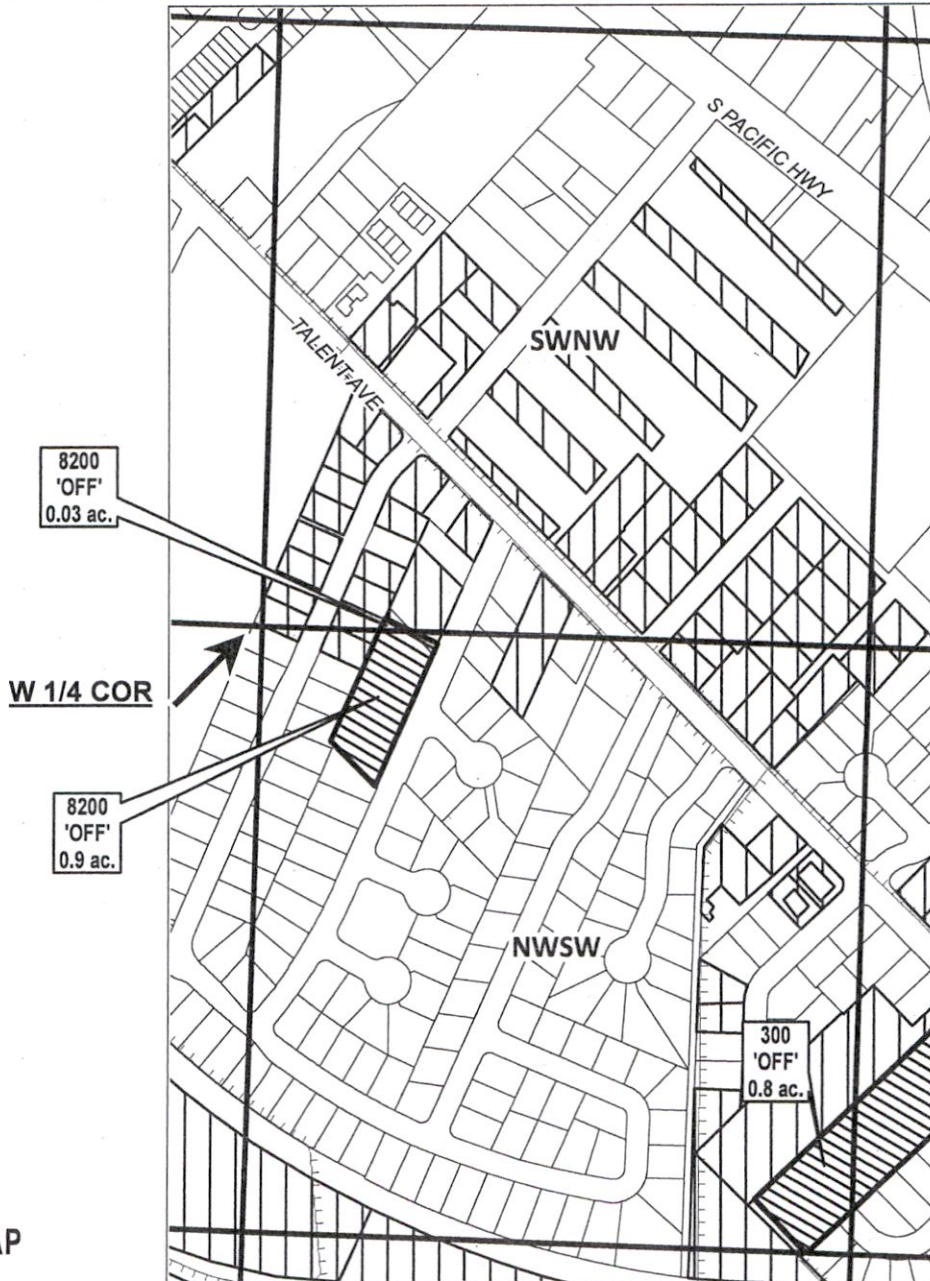 S PACIFIC HWY
SWNW
TALENT AVE
8200
'OFF'
0.03 ac.
W 1/4 COR
8200
'OFF'
0.9 ac.
NWSW
300
'OFF'
0.8 ac.
AP